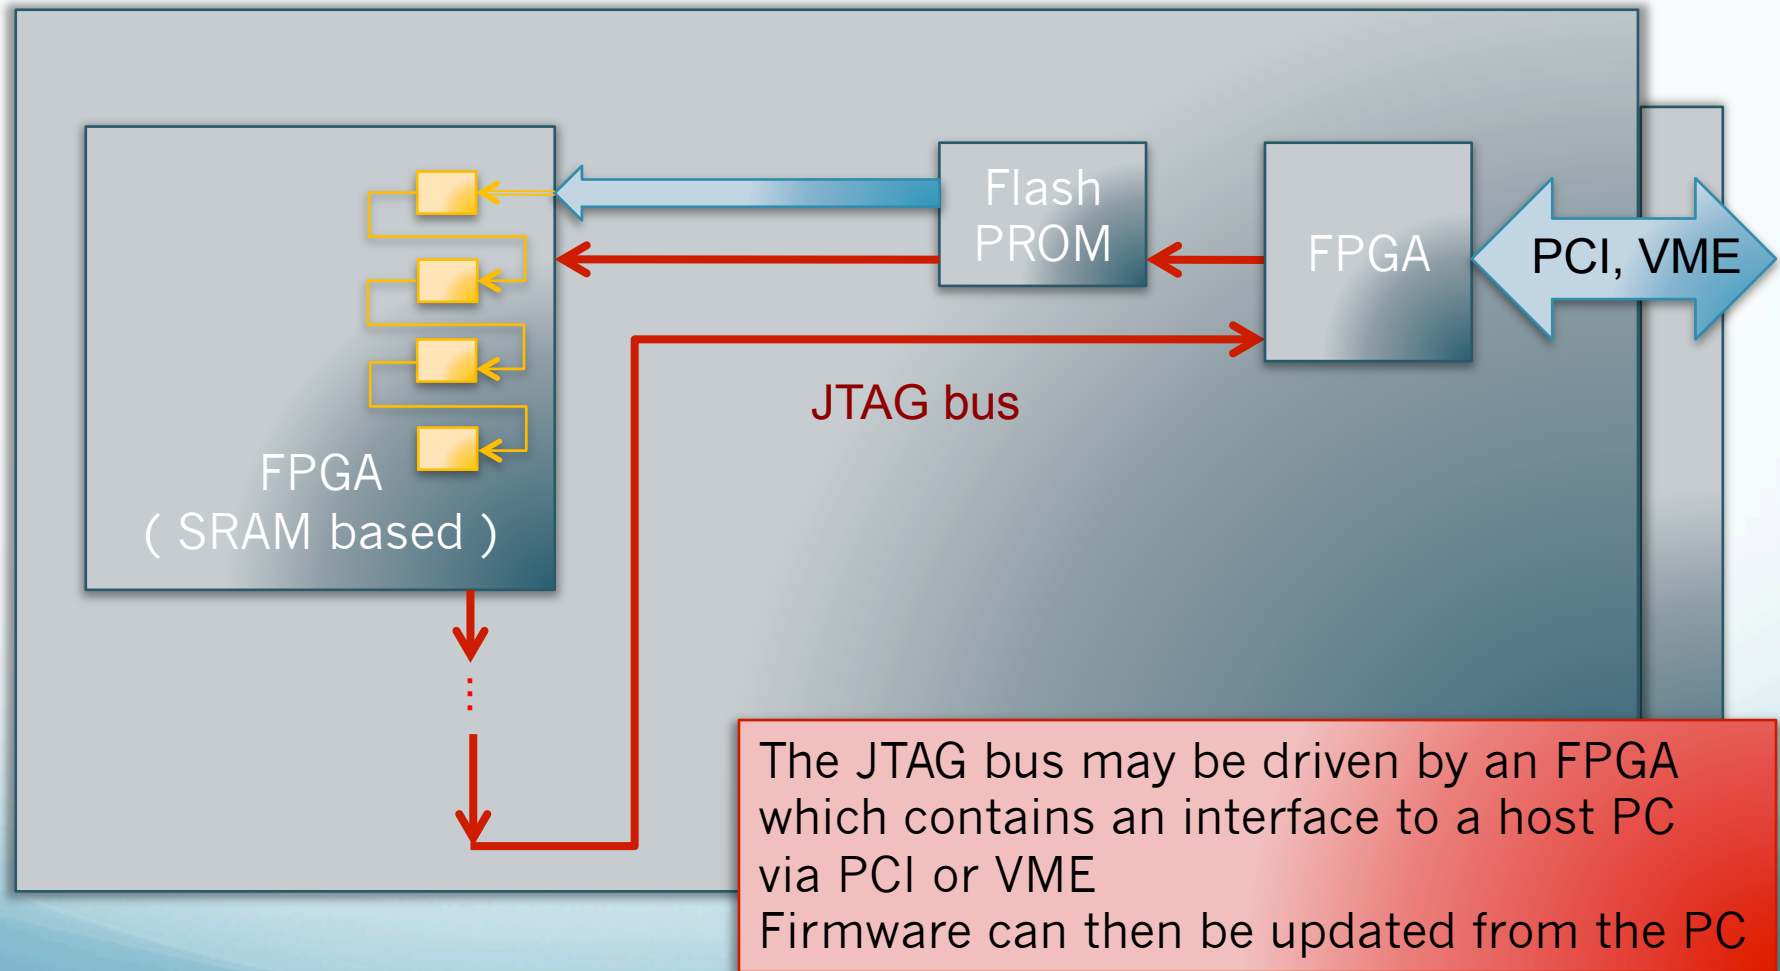 Flash
PROM
FPGA
PCI, VME
JTAG bus
FPGA
( SRAM based )
The JTAG bus may be driven by an FPGA
which contains an interface to a host PC
via PCI or VME
Firmware can then be updated from the PC